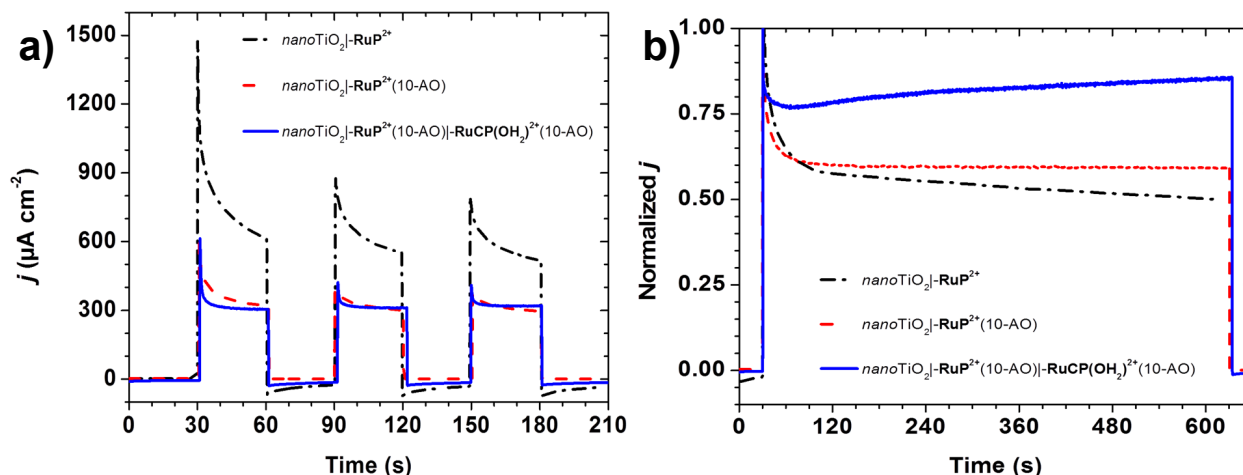 a)
j (µA cm⁻²)
1500
1200
900
600
300
0
nanoTiO₂|-RuP²⁺
nanoTiO₂|-RuP²⁺(10-AO)
nanoTiO₂|-RuP²⁺(10-AO)|-RuCP(OH₂)²⁺(10-AO)
0 30 60 90 120 150 180 210
Time (s)
b)
Normalized j
1.00
0.75
0.50
0.25
0.00
nanoTiO₂|-RuP²⁺
nanoTiO₂|-RuP²⁺(10-AO)
nanoTiO₂|-RuP²⁺(10-AO)|-RuCP(OH₂)²⁺(10-AO)
0 120 240 360 480 600
Time (s)